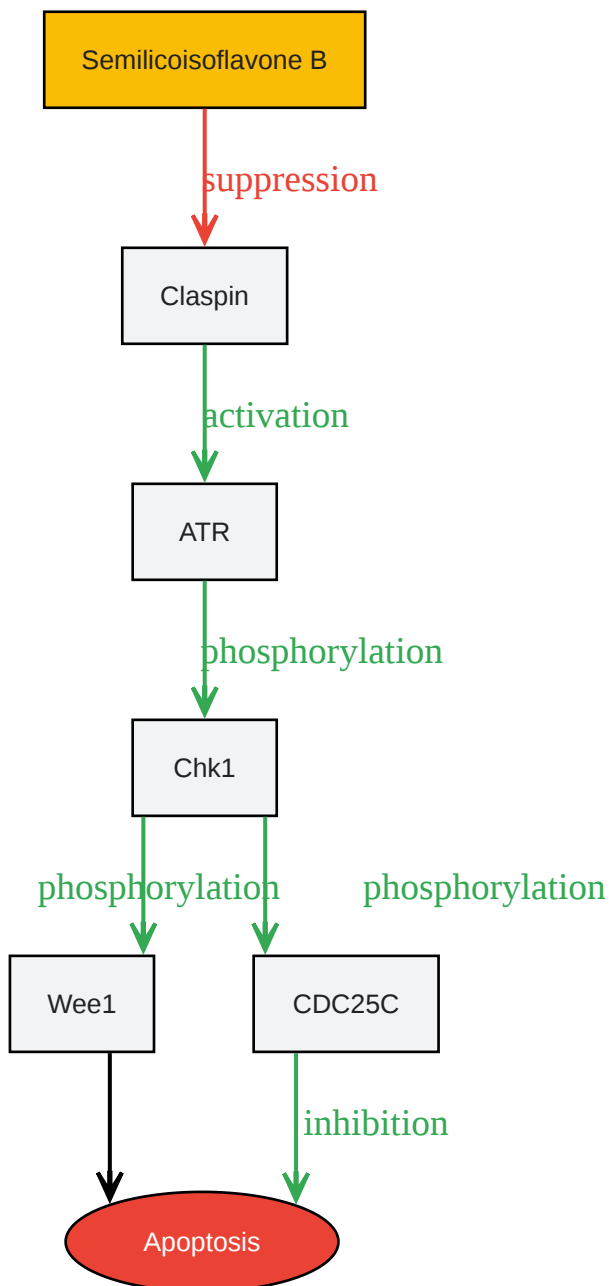 Semilicoisoflavone B
suppression
Claspin
activation
ATR
phosphorylation
Chk1
phosphorylation
phosphorylation
Wee1
CDC25C
inhibition
Apoptosis